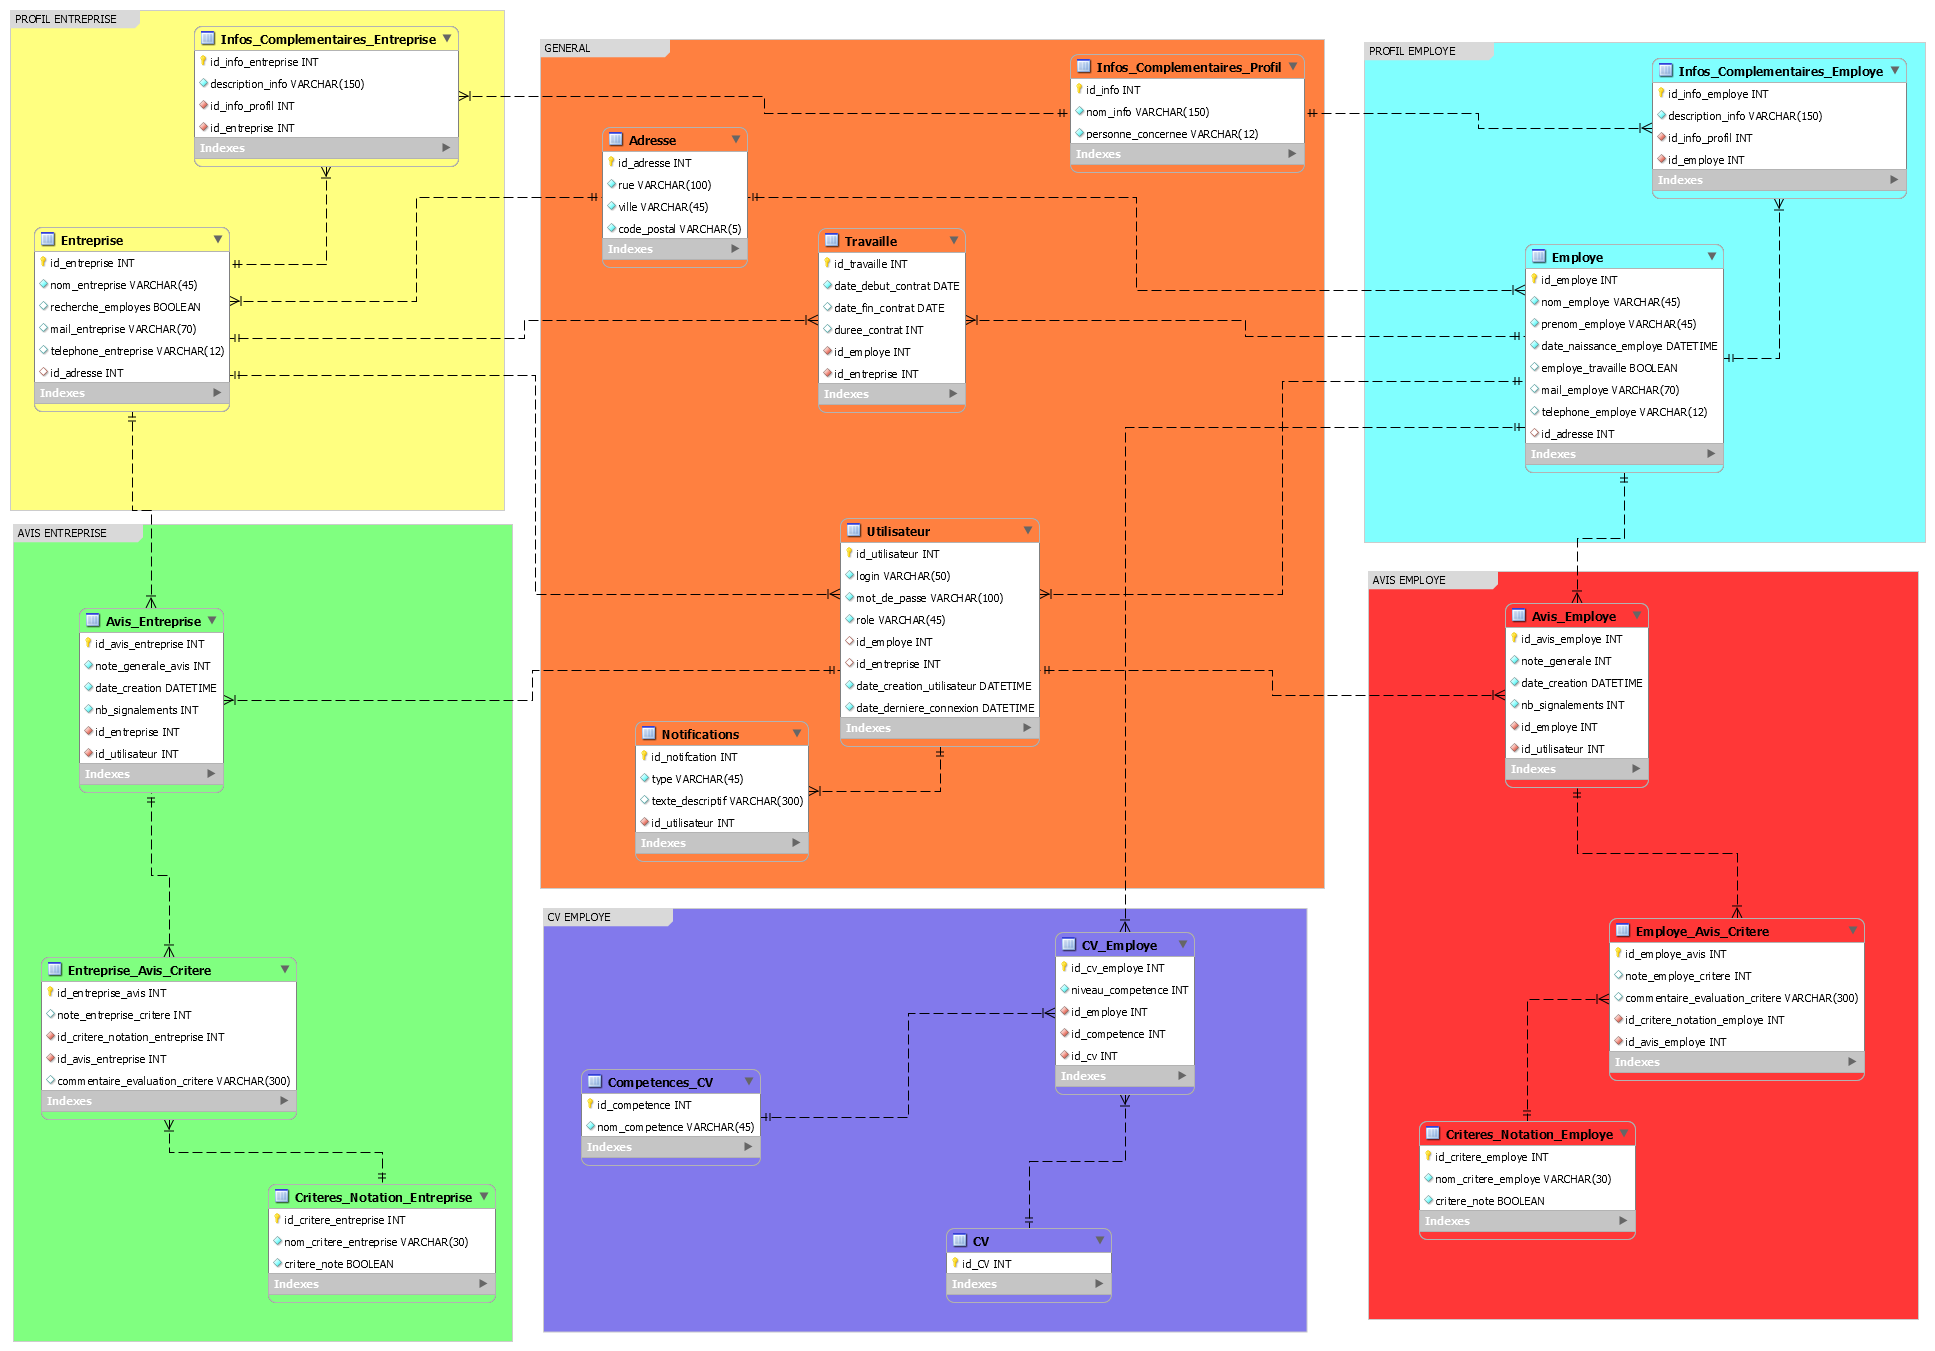 PROFIL ENTREPRISE
Infos_Complementaires_Entreprise
id_info_entreprise INT
description_info VARCHAR(150)
id_info_profil INT
id_entreprise INT
Indexes
Entreprise
id_entreprise INT
nom_entreprise VARCHAR(45)
recherche_employes BOOLEAN
mail_entreprise VARCHAR(70)
telephone_entreprise VARCHAR(12)
id_adresse INT
Indexes
GENERAL
Infos_Complementaires_Profil
id_info INT
nom_info VARCHAR(150)
personne_concernee VARCHAR(12)
Indexes
Adresse
id_adresse INT
rue VARCHAR(100)
ville VARCHAR(45)
code_postal VARCHAR(5)
Indexes
Travaille
id_travaille INT
date_debut_contrat DATE
date_fin_contrat DATE
duree_contrat INT
id_employe INT
id_entreprise INT
Indexes
Utilisateur
id_utilisateur INT
login VARCHAR(50)
mot_de_passe VARCHAR(100)
role VARCHAR(45)
id_employe INT
id_entreprise INT
date_creation_utilisateur DATETIME
date_derniere_connexion DATETIME
Indexes
Notifications
id_notifcation INT
type VARCHAR(45)
texte_descriptif VARCHAR(300)
id_utilisateur INT
Indexes
PROFIL EMPLOYE
Infos_Complementaires_Employe
id_info_employe INT
description_info VARCHAR(150)
id_info_profil INT
id_employe INT
Indexes
Employe
id_employe INT
nom_employe VARCHAR(45)
prenom_employe VARCHAR(45)
date_naissance_employe DATETIME
employe_travaille BOOLEAN
mail_employe VARCHAR(70)
telephone_employe VARCHAR(12)
id_adresse INT
Indexes
AVIS ENTREPRISE
Avis_Entreprise
id_avis_entreprise INT
note_generale_avis INT
date_creation DATETIME
nb_signalements INT
id_entreprise INT
id_utilisateur INT
Indexes
Entreprise_Avis_Critere
id_entreprise_avis INT
note_entreprise_critere INT
id_critere_notation_entreprise INT
id_avis_entreprise INT
commentaire_evaluation_critere VARCHAR(300)
Indexes
Criteres_Notation_Entreprise
id_critere_entreprise INT
nom_critere_entreprise VARCHAR(30)
critere_note BOOLEAN
Indexes
CV EMPLOYE
CV_Employe
id_cv_employe INT
niveau_competence INT
id_employe INT
id_competence INT
id_cv INT
Indexes
Competences_CV
id_competence INT
nom_competence VARCHAR(45)
Indexes
CV
id_CV INT
Indexes
AVIS EMPLOYE
Avis_Employe
id_avis_employe INT
note_generale INT
date_creation DATETIME
nb_signalements INT
id_employe INT
id_utilisateur INT
Indexes
Employe_Avis_Critere
id_employe_avis INT
note_employe_critere INT
commentaire_evaluation_critere VARCHAR(300)
id_critere_notation_employe INT
id_avis_employe INT
Indexes
Criteres_Notation_Employe
id_critere_employe INT
nom_critere_employe VARCHAR(30)
critere_note BOOLEAN
Indexes